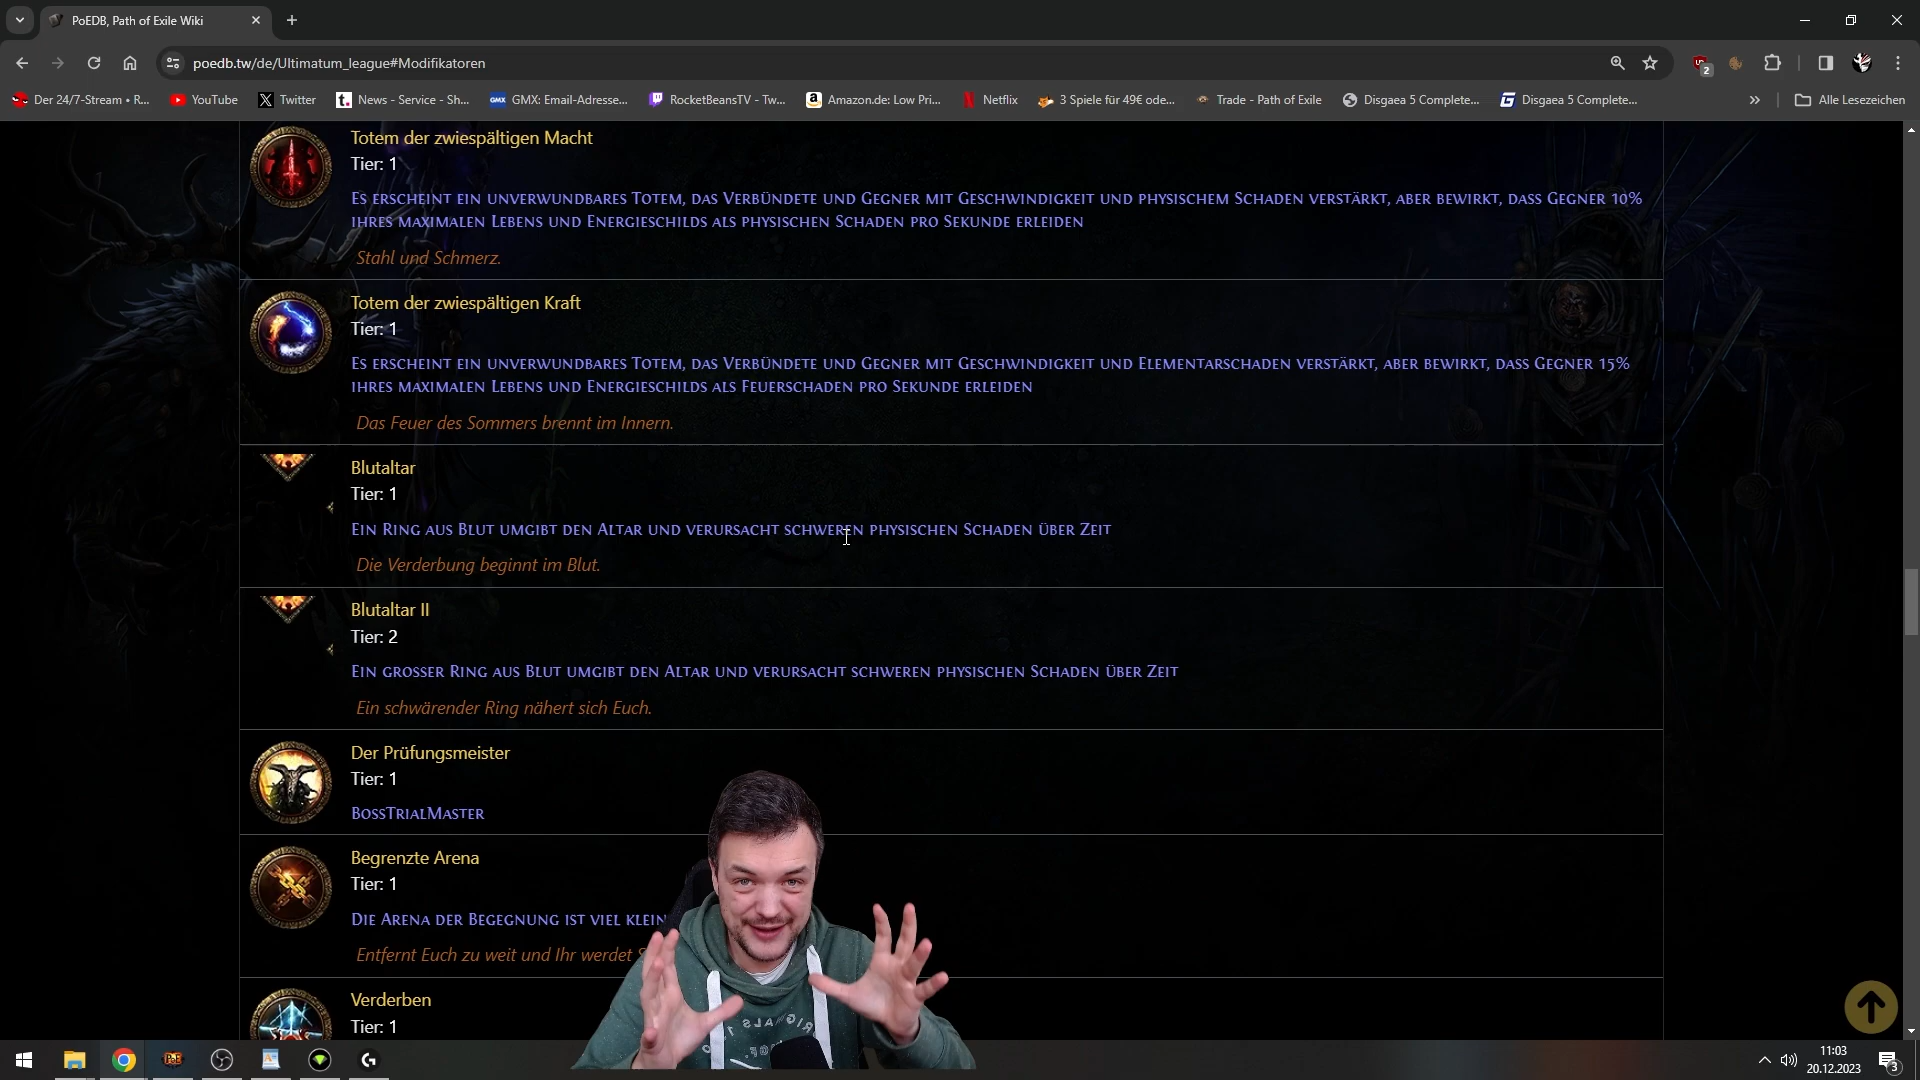 PoEDB, Path of Exile Wiki
poedb.tw/de/Ultimatum_league#Modifikatoren
2
Der 24/7-Stream • R...
YouTube
Twitter
News - Service - Sh...
GMX: Email-Adresse...
RocketBeansTV - Tw...
Amazon.de: Low Pri...
Netflix
3 Spiele für 49€ ode...
Trade - Path of Exile
Disgaea 5 Complete...
Disgaea 5 Complete...
Alle Lesezeichen
Totem der zwiespältigen Macht
Tier: 1
Es erscheint ein unverwundbares Totem, das Verbündete und Gegner mit Geschwindigkeit und physischem Schaden verstärkt, aber bewirkt, dass Gegner 10%
ihres maximalen Lebens und Energieschilds als physischen Schaden pro Sekunde erleiden
Stahl und Schmerz.
Totem der zwiespältigen Kraft
Tier: 1
Es erscheint ein unverwundbares Totem, das Verbündete und Gegner mit Geschwindigkeit und Elementarschaden verstärkt, aber bewirkt, dass Gegner 15%
ihres maximalen Lebens und Energieschilds als Feuerschaden pro Sekunde erleiden
Das Feuer des Sommers brennt im Innern.
Blutaltar
Tier: 1
Ein Ring aus Blut umgibt den Altar und verursacht schweren physischen Schaden über Zeit
Die Verderbung beginnt im Blut.
Blutaltar II
Tier: 2
Ein grosser Ring aus Blut umgibt den Altar und verursacht schweren physischen Schaden über Zeit
Ein schwärender Ring nähert sich Euch.
Der Prüfungsmeister
Tier: 1
BossTrialMaster
Begrenzte Arena
Tier: 1
Die Arena der Begegnung ist viel klein
Entfernt Euch zu weit und Ihr werdet
Verderben
Tier: 1
PoB
11:03
20.12.2023
3